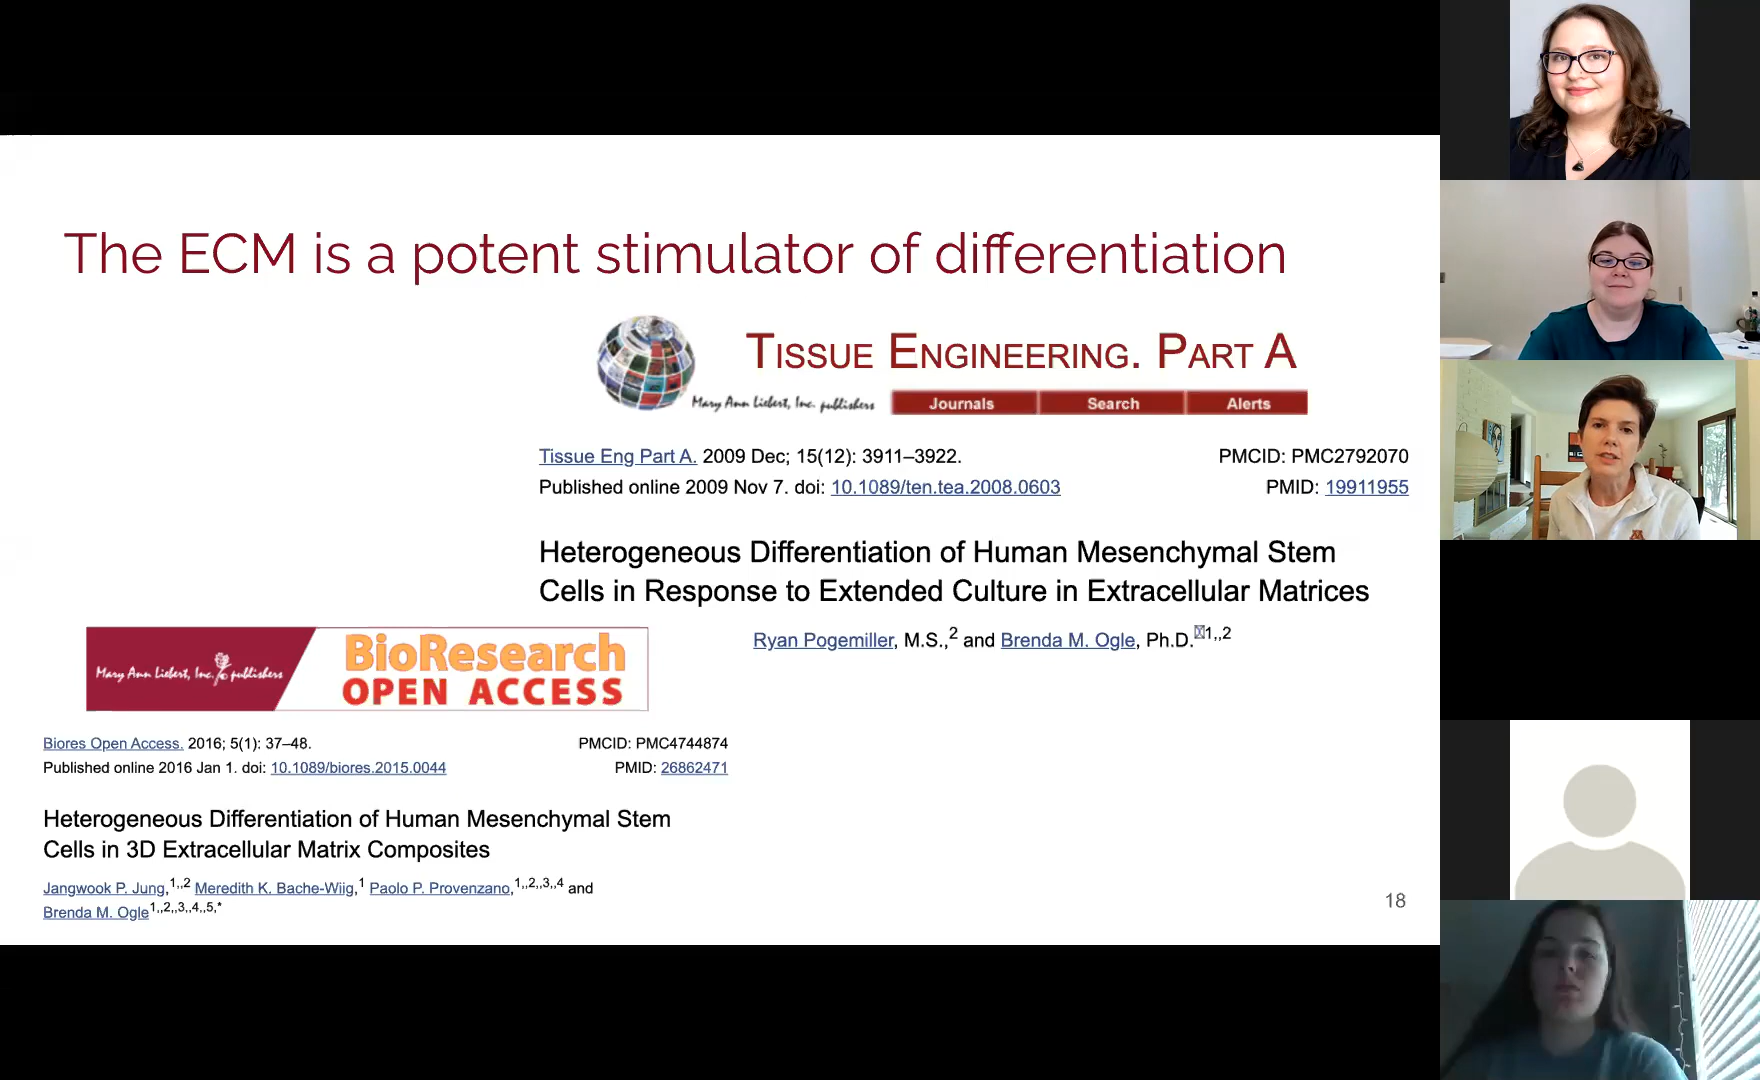 The ECM is a potent stimulator of differentiation
TISSUE ENGINEERING. PART A
Mary Ann Liebert, Inc. publishers
Journals Search Alerts
Tissue Eng Part A. 2009 Dec; 15(12): 3911–3922. PMCID: PMC2792070
Published online 2009 Nov 7. doi: 10.1089/ten.tea.2008.0603 PMID: 19911955
Heterogeneous Differentiation of Human Mesenchymal Stem
Cells in Response to Extended Culture in Extracellular Matrices
Ryan Pogemiller, M.S.,2 and Brenda M. Ogle, Ph.D.1,,2
Mary Ann Liebert, Inc. publishers
BioResearch
OPEN ACCESS
Biores Open Access. 2016; 5(1): 37–48. PMCID: PMC4744874
Published online 2016 Jan 1. doi: 10.1089/biores.2015.0044 PMID: 26862471
Heterogeneous Differentiation of Human Mesenchymal Stem
Cells in 3D Extracellular Matrix Composites
Jangwook P. Jung,1,,2 Meredith K. Bache-Wiig,1 Paolo P. Provenzano,1,,2,,3,,4 and
Brenda M. Ogle1,,2,,3,,4,,5,*
18